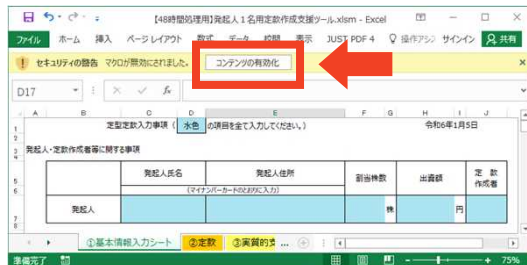 【48時間処理用】発起人１名用定款作成支援ツール.xlsm - Excel
ファイル ホーム 挿入 ページ レイアウト 数式 データ 校閲 表示 JUST PDF 4 操作アシ サインイン 共有
セキュリティの警告 マクロが無効にされました。 コンテンツの有効化
D17 fx
A B C D E F G H I J
1 定型定款入力事項（ 水色 の項目を全て入力してください。） 令和6年1月5日
2
3 発起人・定款作成者等に関する事項
5 発起人氏名 発起人住所 割当株数 出資額 定 款 作成者
6 (マイナンバーカードのとおりに入力)
7 発起人 株 円
①基本情報入力シート ②定款 ③実質的支 ...
準備完了 75%